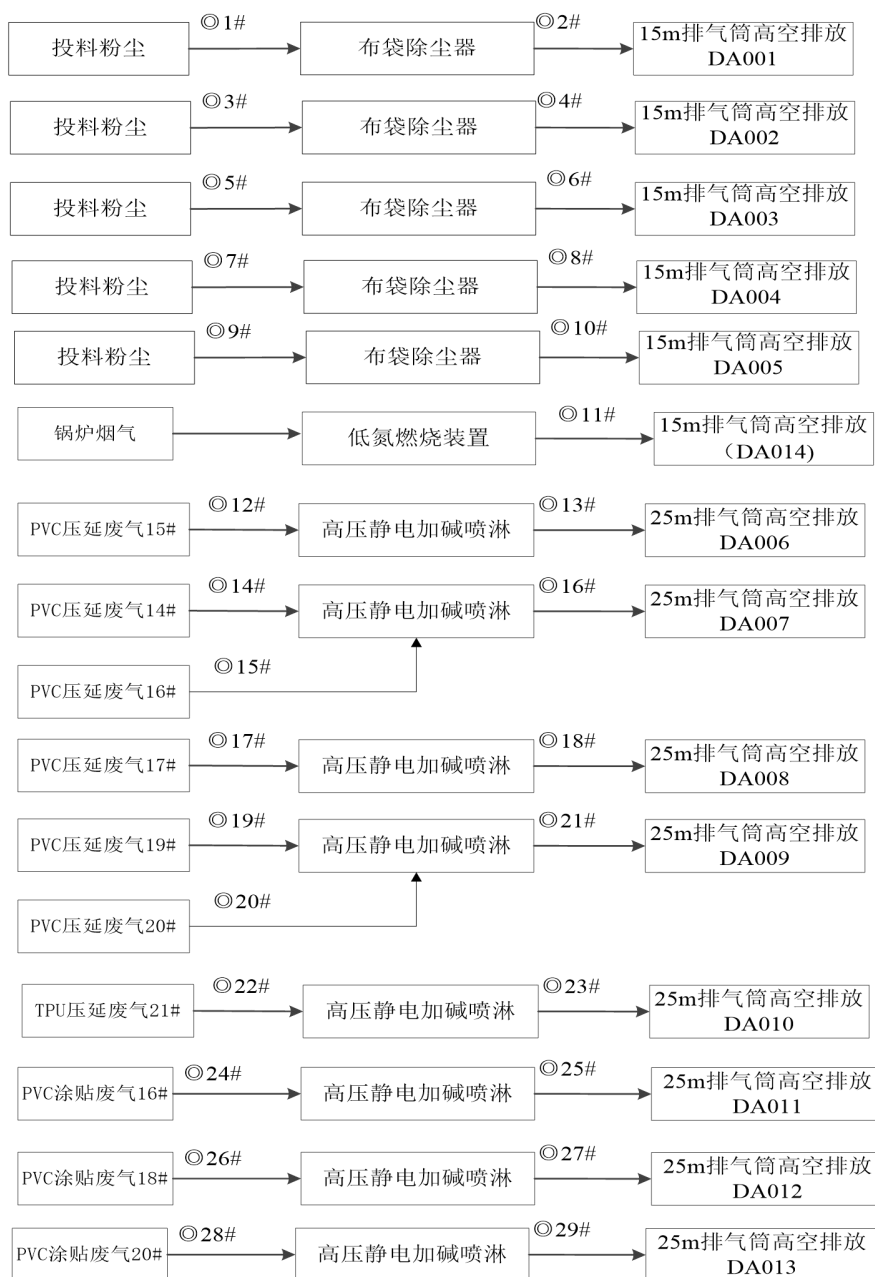 ◎1#
◎2#
投料粉尘
布袋除尘器
15m排气筒高空排放
DA001
◎3#
◎4#
投料粉尘
布袋除尘器
15m排气筒高空排放
DA002
◎5#
◎6#
投料粉尘
布袋除尘器
15m排气筒高空排放
DA003
◎7#
◎8#
投料粉尘
布袋除尘器
15m排气筒高空排放
DA004
◎9#
◎10#
投料粉尘
布袋除尘器
15m排气筒高空排放
DA005
◎11#
锅炉烟气
低氮燃烧装置
15m排气筒高空排放
（DA014)
◎12#
◎13#
PVC压延废气15#
高压静电加碱喷淋
25m排气筒高空排放
DA006
◎14#
◎16#
PVC压延废气14#
高压静电加碱喷淋
25m排气筒高空排放
DA007
◎15#
PVC压延废气16#
◎17#
◎18#
PVC压延废气17#
高压静电加碱喷淋
25m排气筒高空排放
DA008
◎19#
◎21#
PVC压延废气19#
高压静电加碱喷淋
25m排气筒高空排放
DA009
◎20#
PVC压延废气20#
◎22#
◎23#
TPU压延废气21#
高压静电加碱喷淋
25m排气筒高空排放
DA010
◎24#
◎25#
PVC涂贴废气16#
高压静电加碱喷淋
25m排气筒高空排放
DA011
◎26#
◎27#
PVC涂贴废气18#
高压静电加碱喷淋
25m排气筒高空排放
DA012
◎28#
◎29#
PVC涂贴废气20#
高压静电加碱喷淋
25m排气筒高空排放
DA013